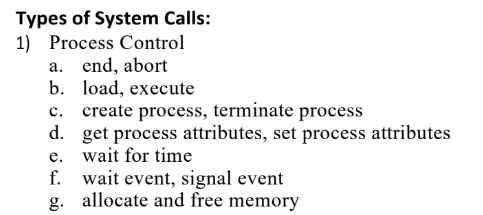 Types of System Calls:
1) Process Control
a. end, abort
b. load, execute
c. create process, terminate process
d. get process attributes, set process attributes
e. wait for time
f. wait event, signal event
g. allocate and free memory